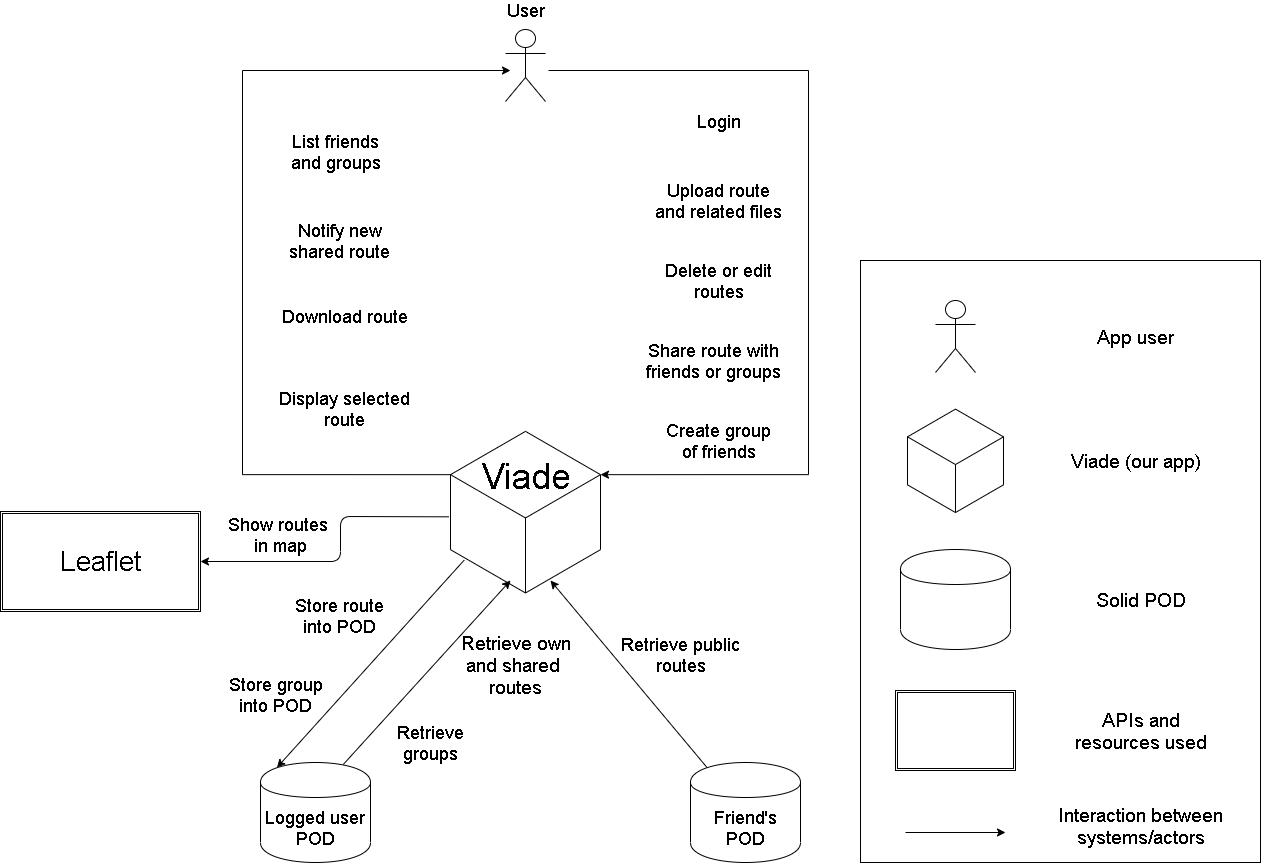 User
List friends
and groups
Notify new
shared route
Download route
Display selected
route
Login
Upload route
and related files
Delete or edit
routes
Share route with
friends or groups
Create group
of friends
Viade
Leaflet
Show routes
in map
Store route
into POD
Store group
into POD
Retrieve own
and shared
routes
Retrieve
groups
Retrieve public
routes
Logged user
POD
Friend's
POD
App user
Viade (our app)
Solid POD
APIs and
resources used
Interaction between
systems/actors